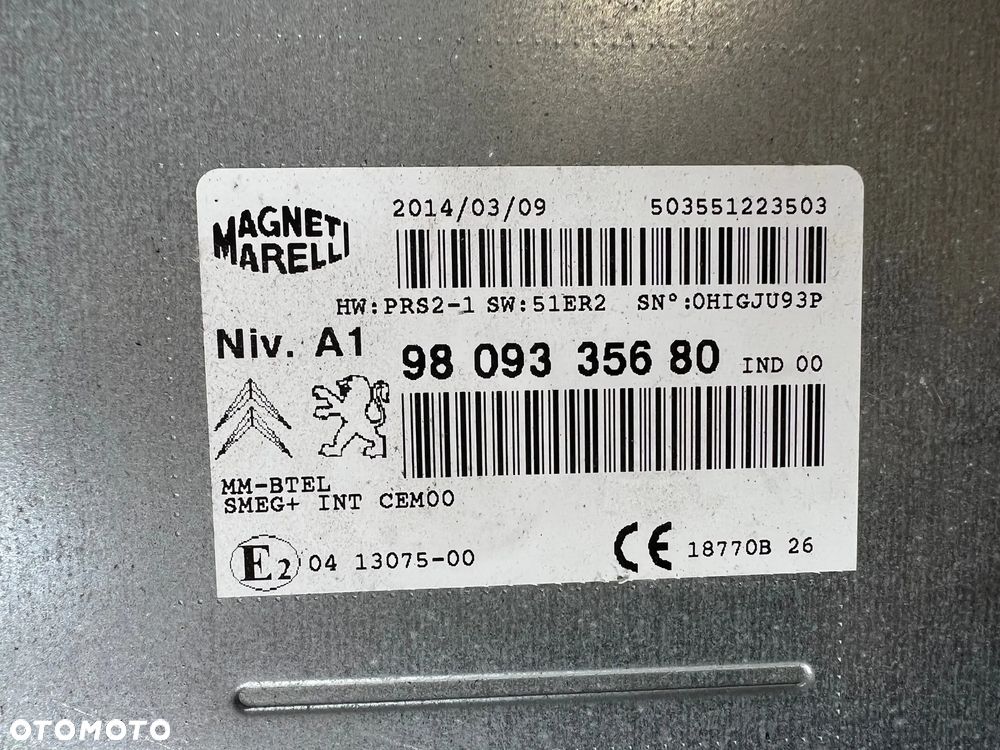 2014/03/09 503551223503
MAGNETI
MARELLI
HW:PRS2-1 SW:51ER2 SN°:0HIGJU93P
Niv. A1
98 093 356 80 IND 00
MM-BTEL
SMEG+ INT CEM00
E2 04 13075-00
CE 18770B 26
OTOMOTO